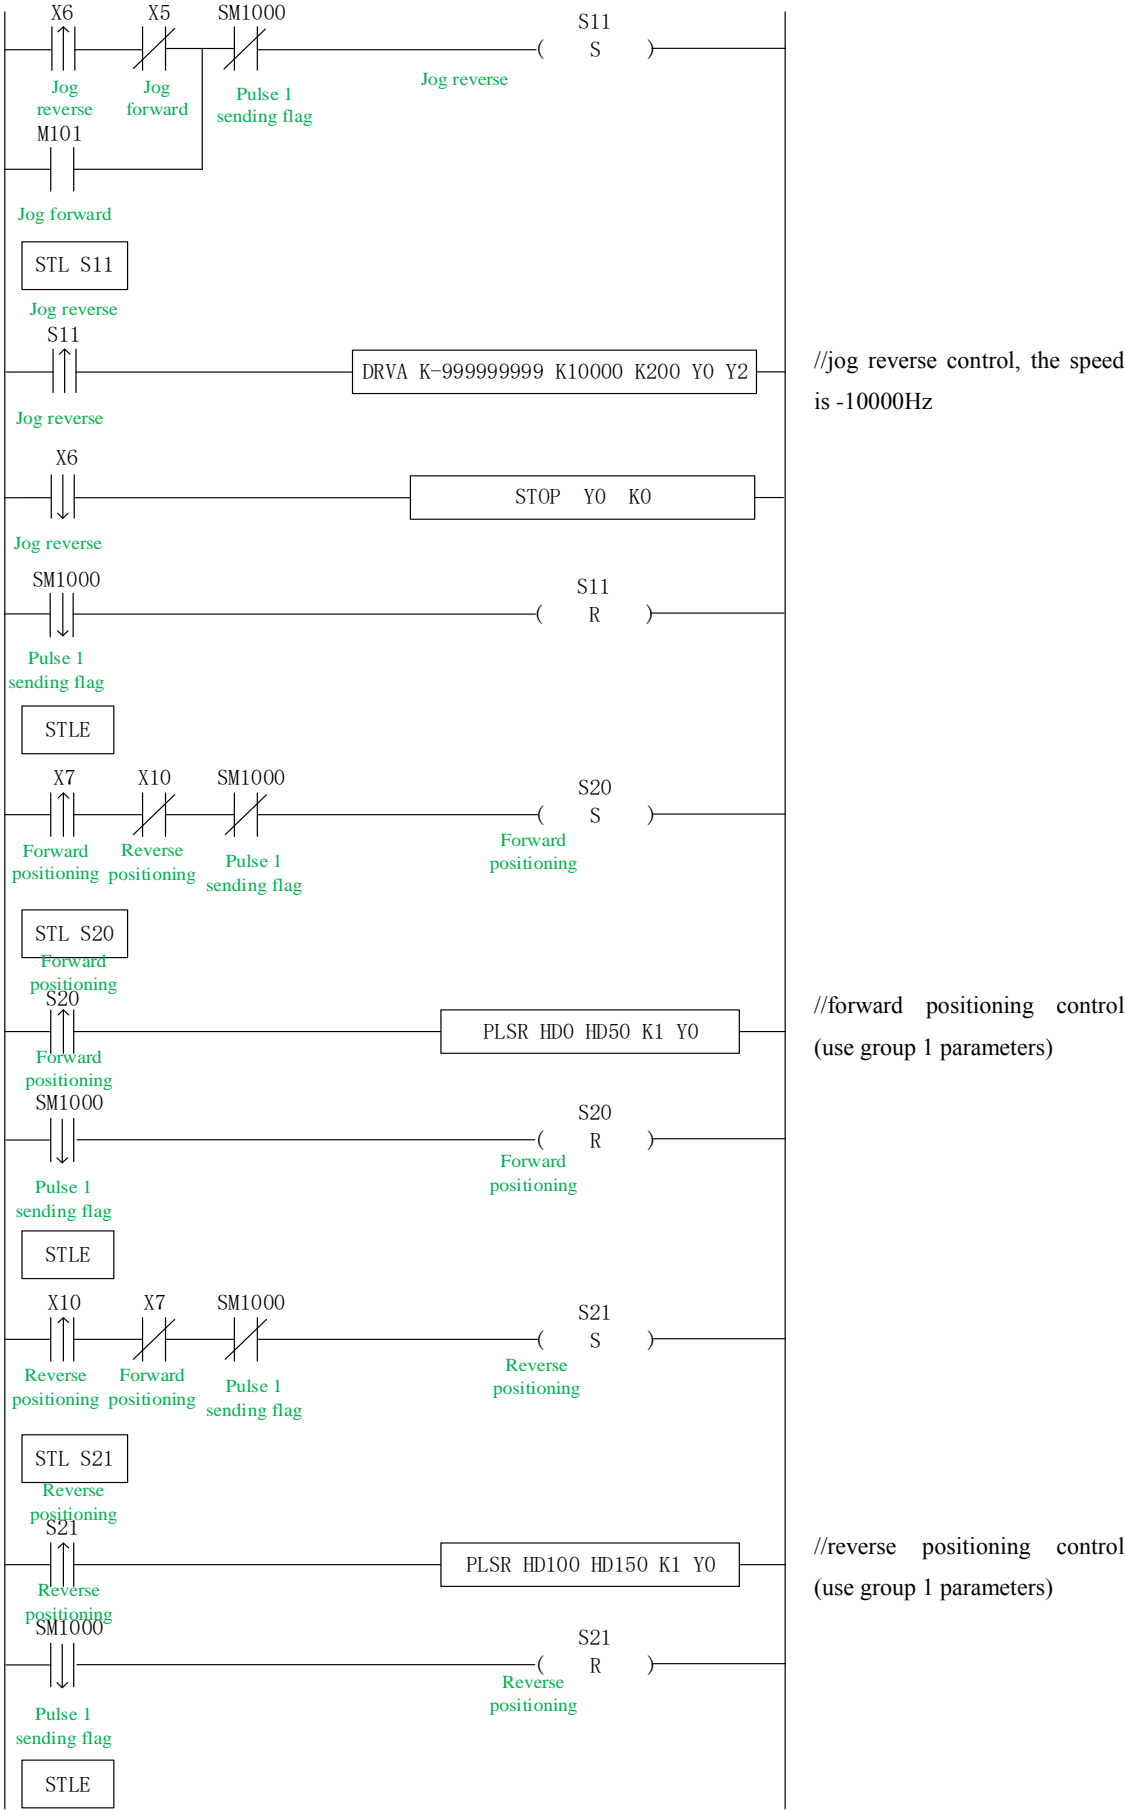 X6 X5 SM1000 S11
S
Jog reverse
Jog Jog Pulse 1
reverse forward sending flag
M101
Jog forward
STL S11
Jog reverse
S11
DRVA K-999999999 K10000 K200 Y0 Y2
//jog reverse control, the speed
is -10000Hz
Jog reverse
X6
STOP Y0 K0
Jog reverse
SM1000 S11
R
Pulse 1
sending flag
STLE
X7 X10 SM1000 S20
S
Forward Reverse Pulse 1 Forward
positioning positioning sending flag positioning
STL S20
Forward
positioning
S20
PLSR HD0 HD50 K1 Y0
//forward positioning control
(use group 1 parameters)
Forward
positioning
SM1000 S20
R
Forward
positioning
Pulse 1
sending flag
STLE
X10 X7 SM1000 S21
S
Reverse Forward Pulse 1 Reverse
positioning positioning sending flag positioning
STL S21
Reverse
positioning
S21
PLSR HD100 HD150 K1 Y0
//reverse positioning control
(use group 1 parameters)
Reverse
positioning
SM1000 S21
R
Reverse
positioning
Pulse 1
sending flag
STLE